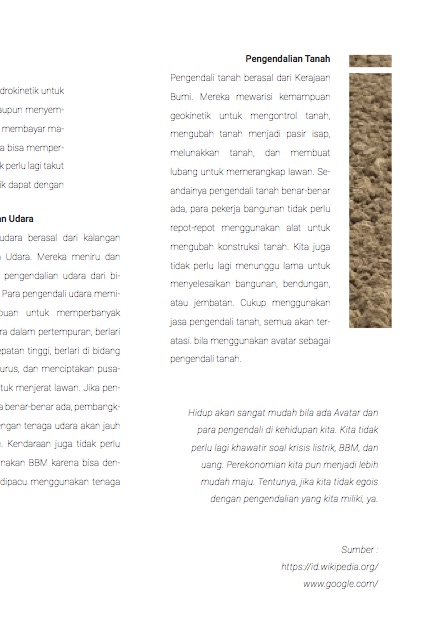 drokinetik untuk
aupun menyem-
membayar ma-
a bisa memper-
k perlu lagi takut
ik dapat dengan
an Udara
udara berasal dari kalangan
Udara. Mereka meniru dan
pengendalian udara dari bi-
Para pengendali udara memi-
puan untuk memperbanyak
ra dalam pertempuran, berlari
epatan tinggi, berlari di bidang
urus, dan menciptakan pusa-
tuk menjerat lawan. Jika pen-
a benar-benar ada, pembangk-
engan tenaga udara akan jauh
. Kendaraan juga tidak perlu
nakan BBM karena bisa den-
dipacu menggunakan tenaga
Pengendalian Tanah
Pengendali tanah berasal dari Kerajaan
Bumi. Mereka mewarisi kemampuan
geokinetik untuk mengontrol tanah,
mengubah tanah menjadi pasir isap,
melunakkan tanah, dan membuat
lubang untuk memerangkap lawan. Se-
andainya pengendali tanah benar-benar
ada, para pekerja bangunan tidak perlu
repot-repot menggunakan alat untuk
mengubah konstruksi tanah. Kita juga
tidak perlu lagi menunggu lama untuk
menyelesaikan bangunan, bendungan,
atau jembatan. Cukup menggunakan
jasa pengendali tanah, semua akan ter-
atasi. bila menggunakan avatar sebagai
pengendali tanah.
Hidup akan sangat mudah bila ada Avatar dan
para pengendali di kehidupan kita. Kita tidak
perlu lagi khawatir soal krisis listrik, BBM, dan
uang. Perekonomian kita pun menjadi lebih
mudah maju. Tentunya, jika kita tidak egois
dengan pengendalian yang kita miliki, ya.
Sumber :
https://id.wikipedia.org/
www.google.com/